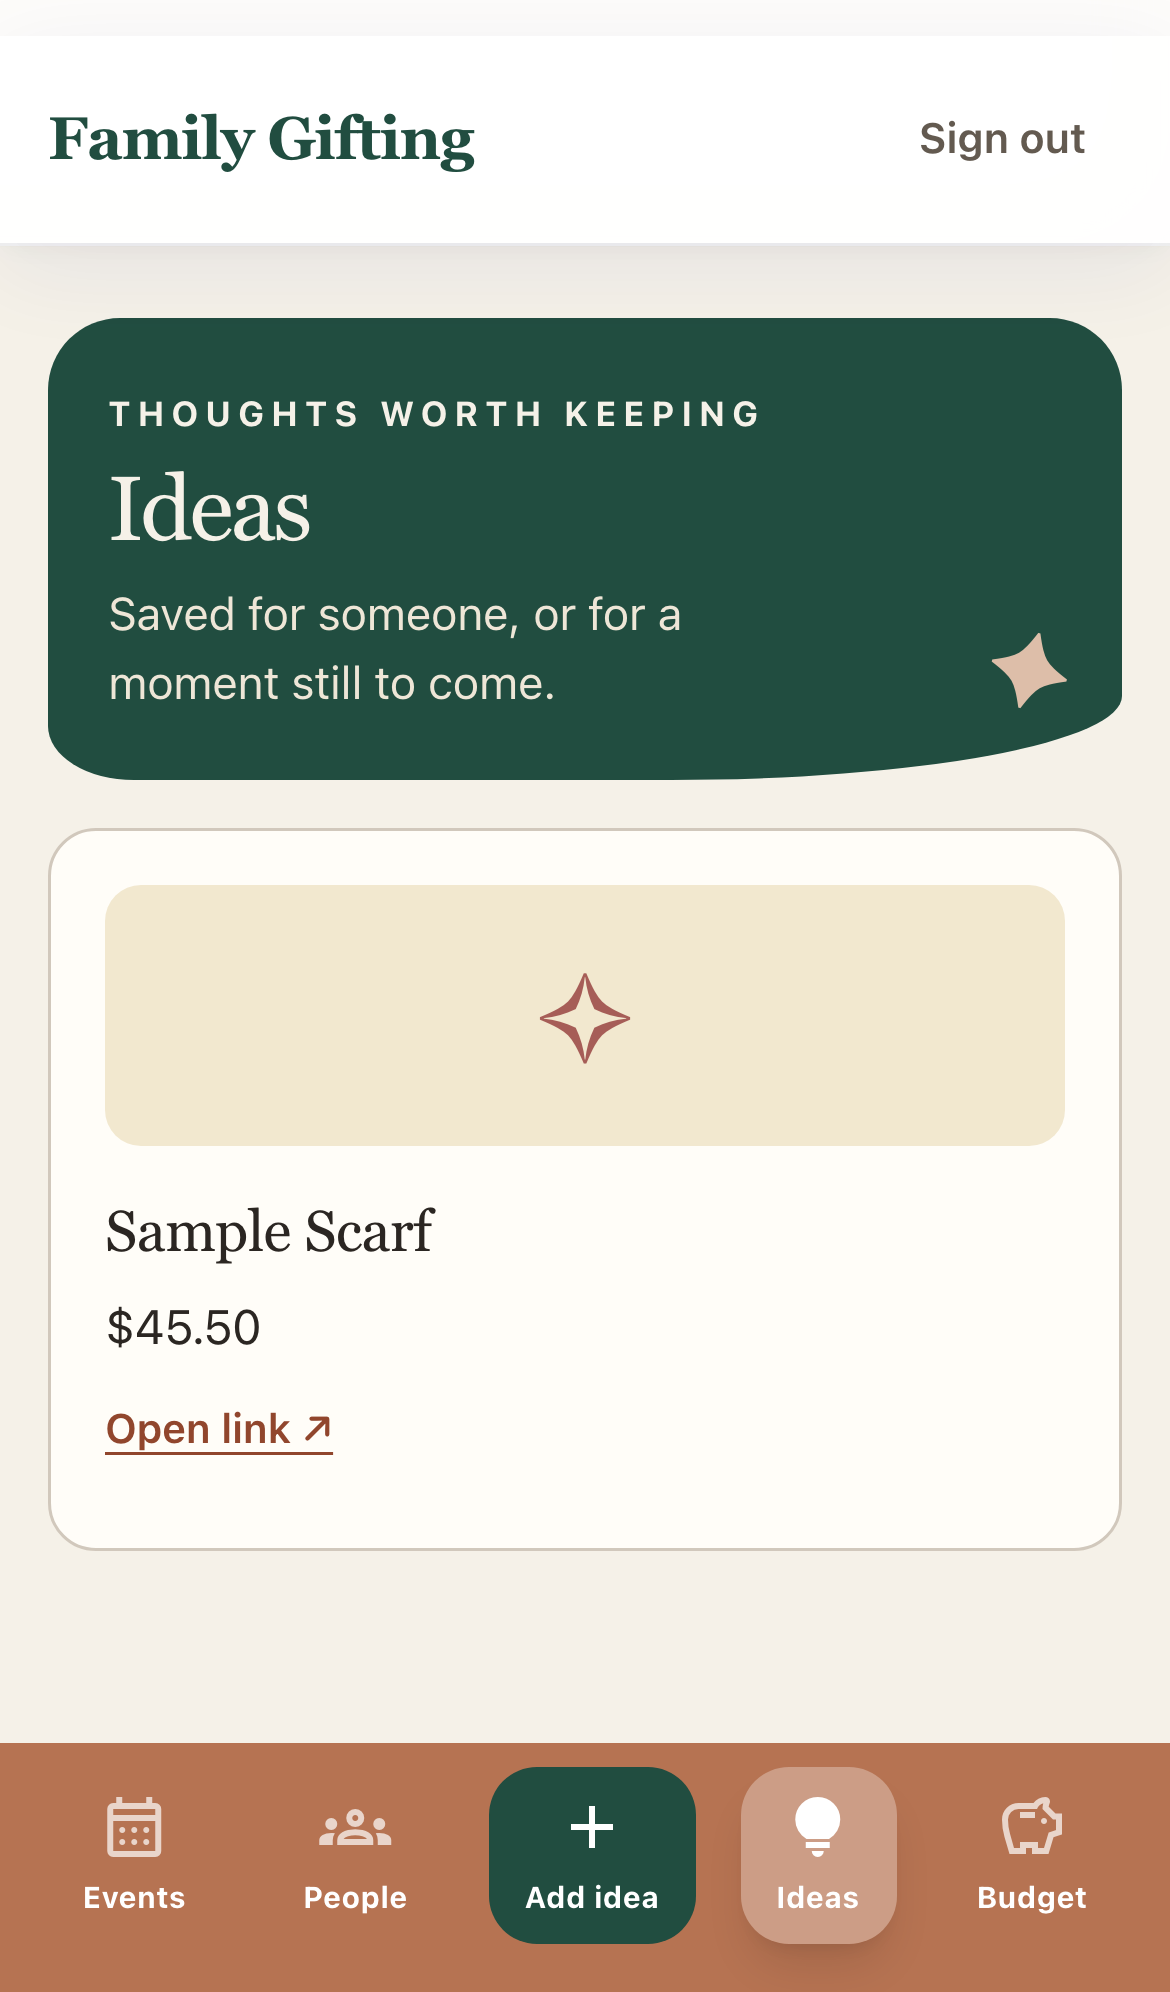 Family Gifting
Sign out
THOUGHTS WORTH KEEPING
Ideas
Saved for someone, or for a
moment still to come.
Sample Scarf
$45.50
Open link ↗
Events
People
Add idea
Ideas
Budget